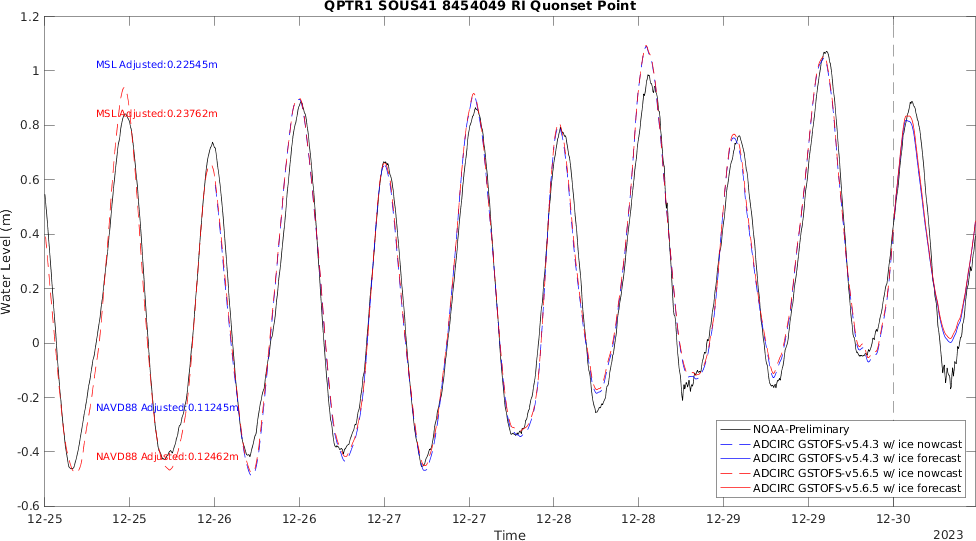 QPTR1 SOUS41 8454049 RI Quonset Point
1.2
1
0.8
0.6
0.4
0.2
0
-0.2
-0.4
-0.6
Water Level (m)
MSL Adjusted:0.22545m
MSL Adjusted:0.23762m
NAVD88 Adjusted:0.11245m
NAVD88 Adjusted:0.12462m
NOAA-Preliminary
ADCIRC GSTOFS-v5.4.3 w/ ice nowcast
ADCIRC GSTOFS-v5.4.3 w/ ice forecast
ADCIRC GSTOFS-v5.6.5 w/ ice nowcast
ADCIRC GSTOFS-v5.6.5 w/ ice forecast
12-25 12-25 12-26 12-26 12-27 12-27 12-28 12-28 12-29 12-29 12-30
Time
2023